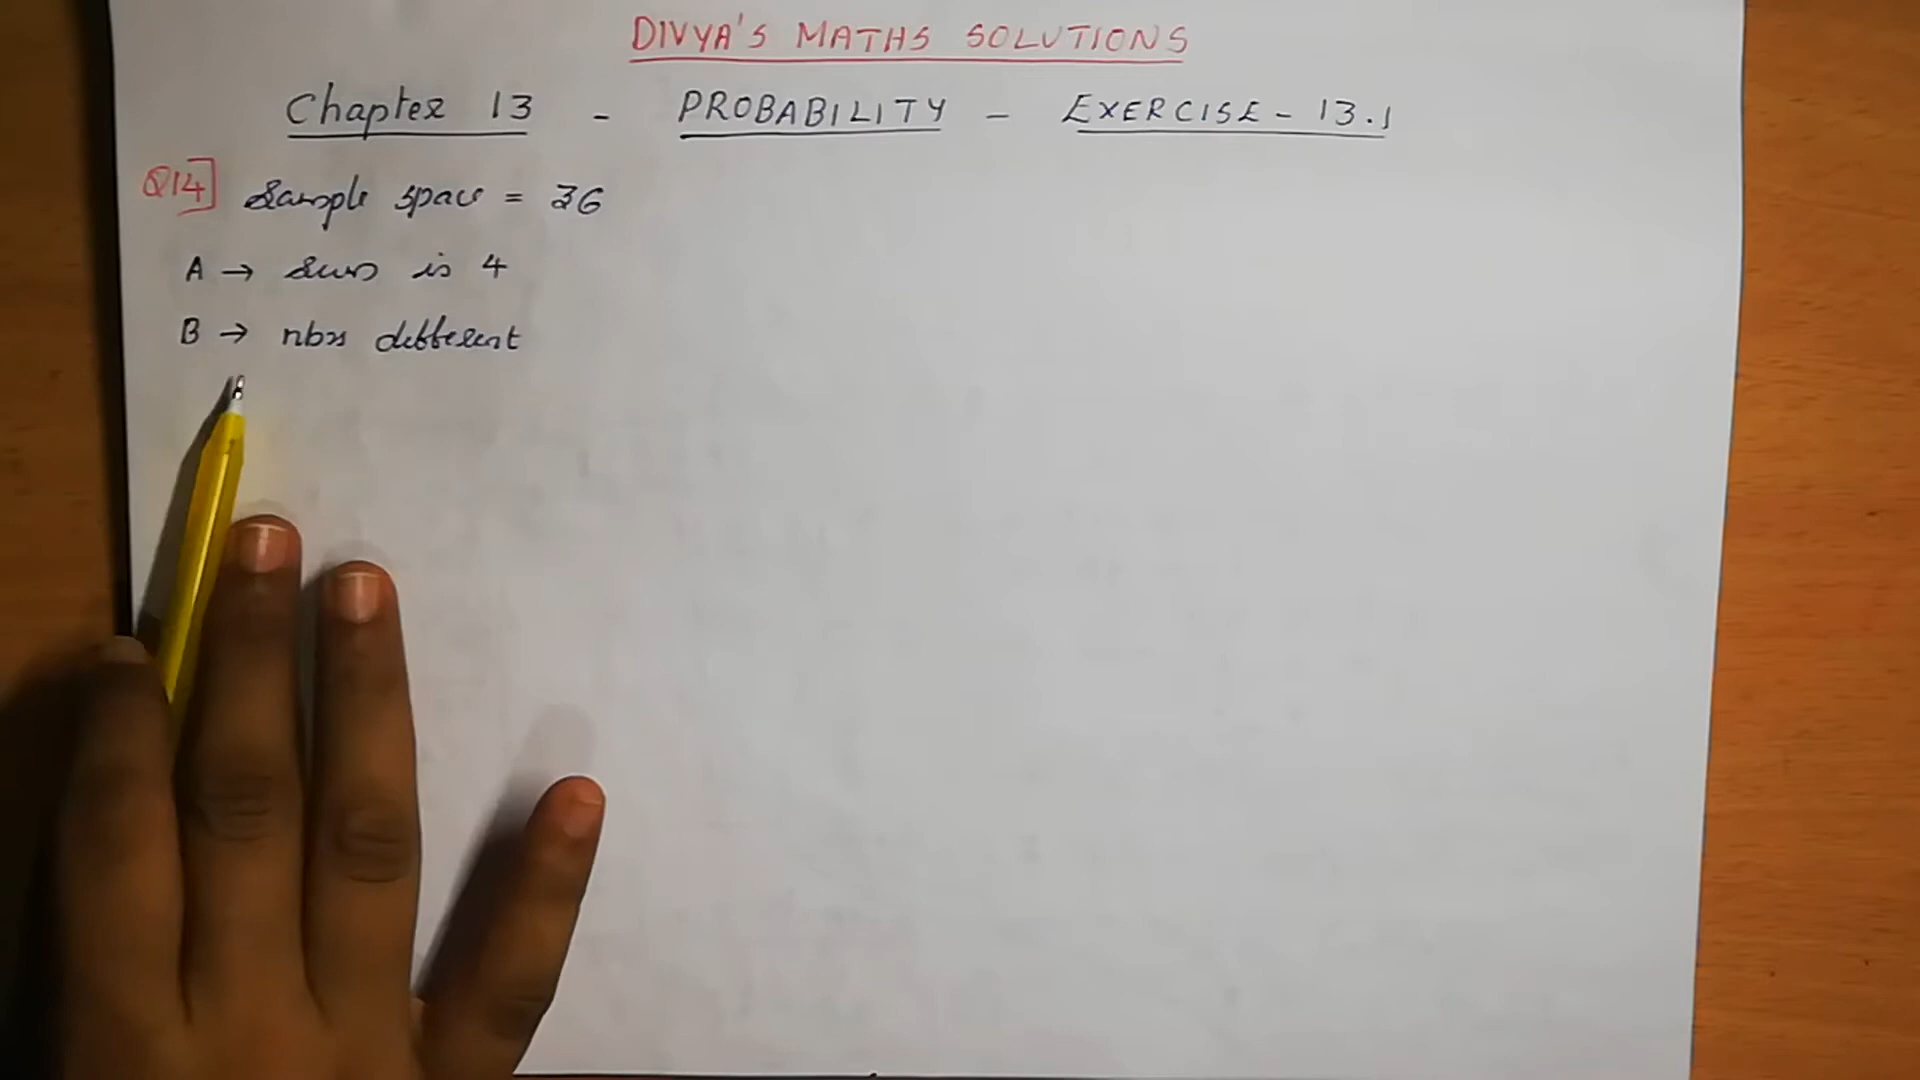 DIVYA'S MATHS SOLUTIONS
Chapter 13 - PROBABILITY - EXERCISE - 13.1
Q14] Sample space = 36
A → Sum is 4
B → nbrs different